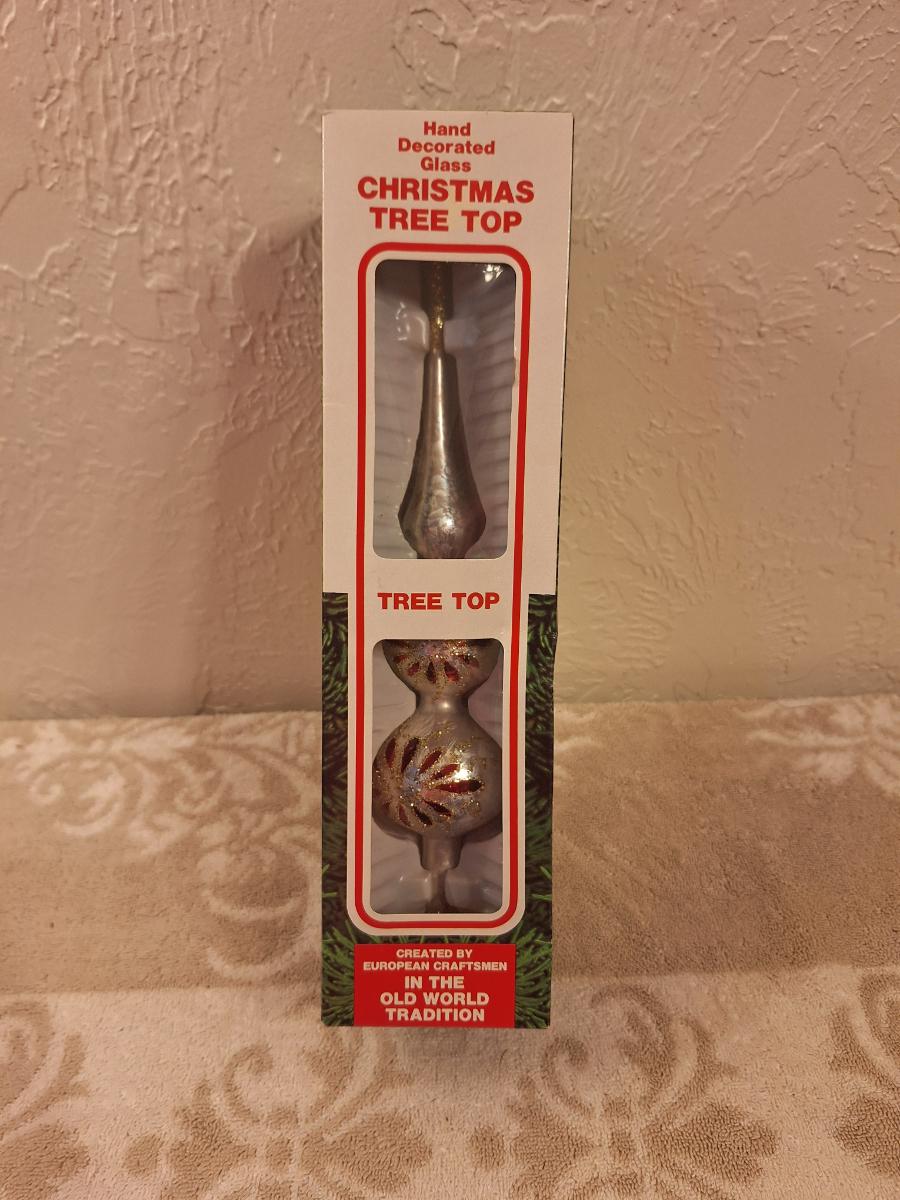 Hand
Decorated
Glass
CHRISTMAS
TREE TOP
TREE TOP
CREATED BY
EUROPEAN CRAFTSMEN
IN THE
OLD WORLD
TRADITION